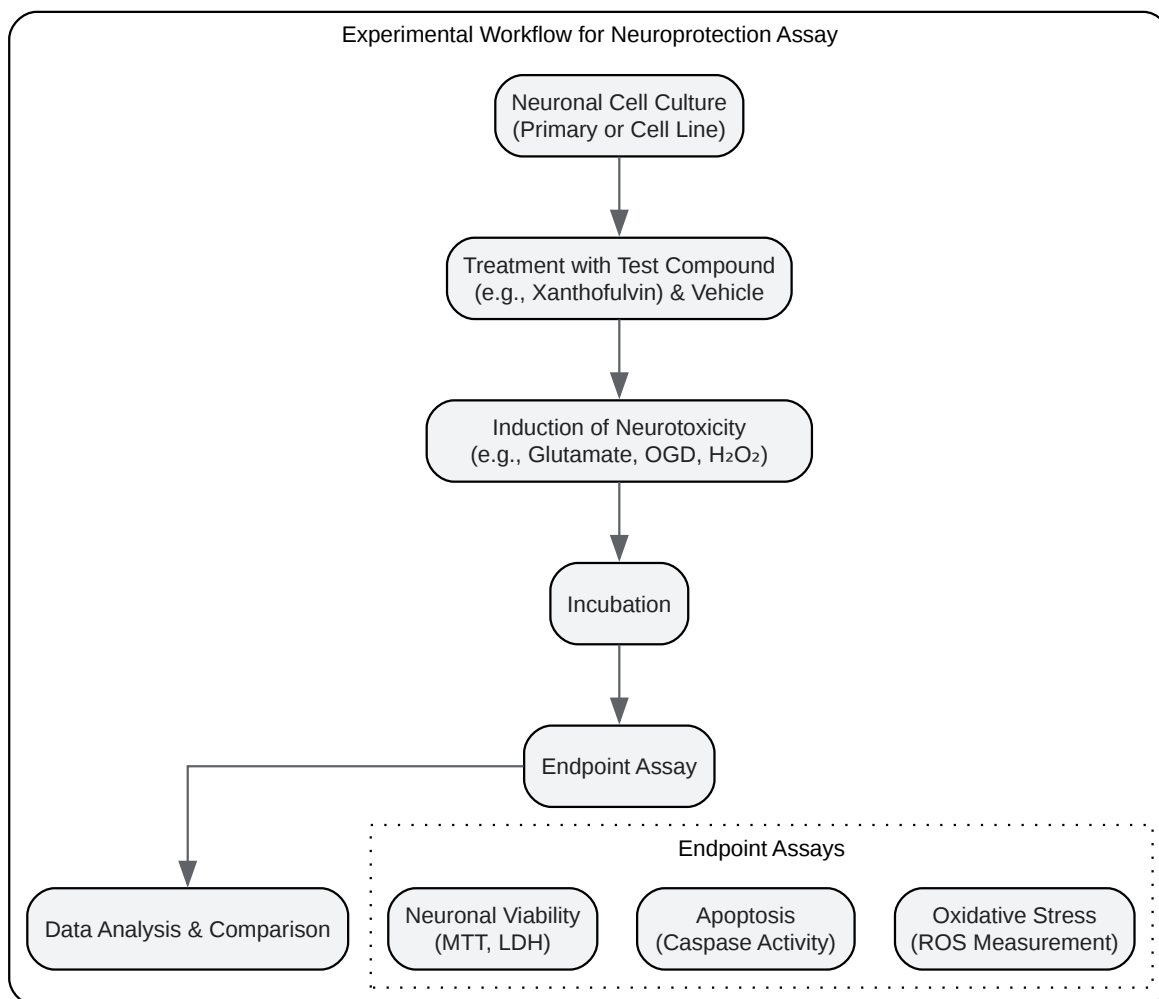 Experimental Workflow for Neuroprotection Assay
Neuronal Cell Culture
(Primary or Cell Line)
Treatment with Test Compound
(e.g., Xanthofulvin) & Vehicle
Induction of Neurotoxicity
(e.g., Glutamate, OGD, H₂O₂)
Incubation
Endpoint Assay
Endpoint Assays
Data Analysis & Comparison
Neuronal Viability
(MTT, LDH)
Apoptosis
(Caspase Activity)
Oxidative Stress
(ROS Measurement)